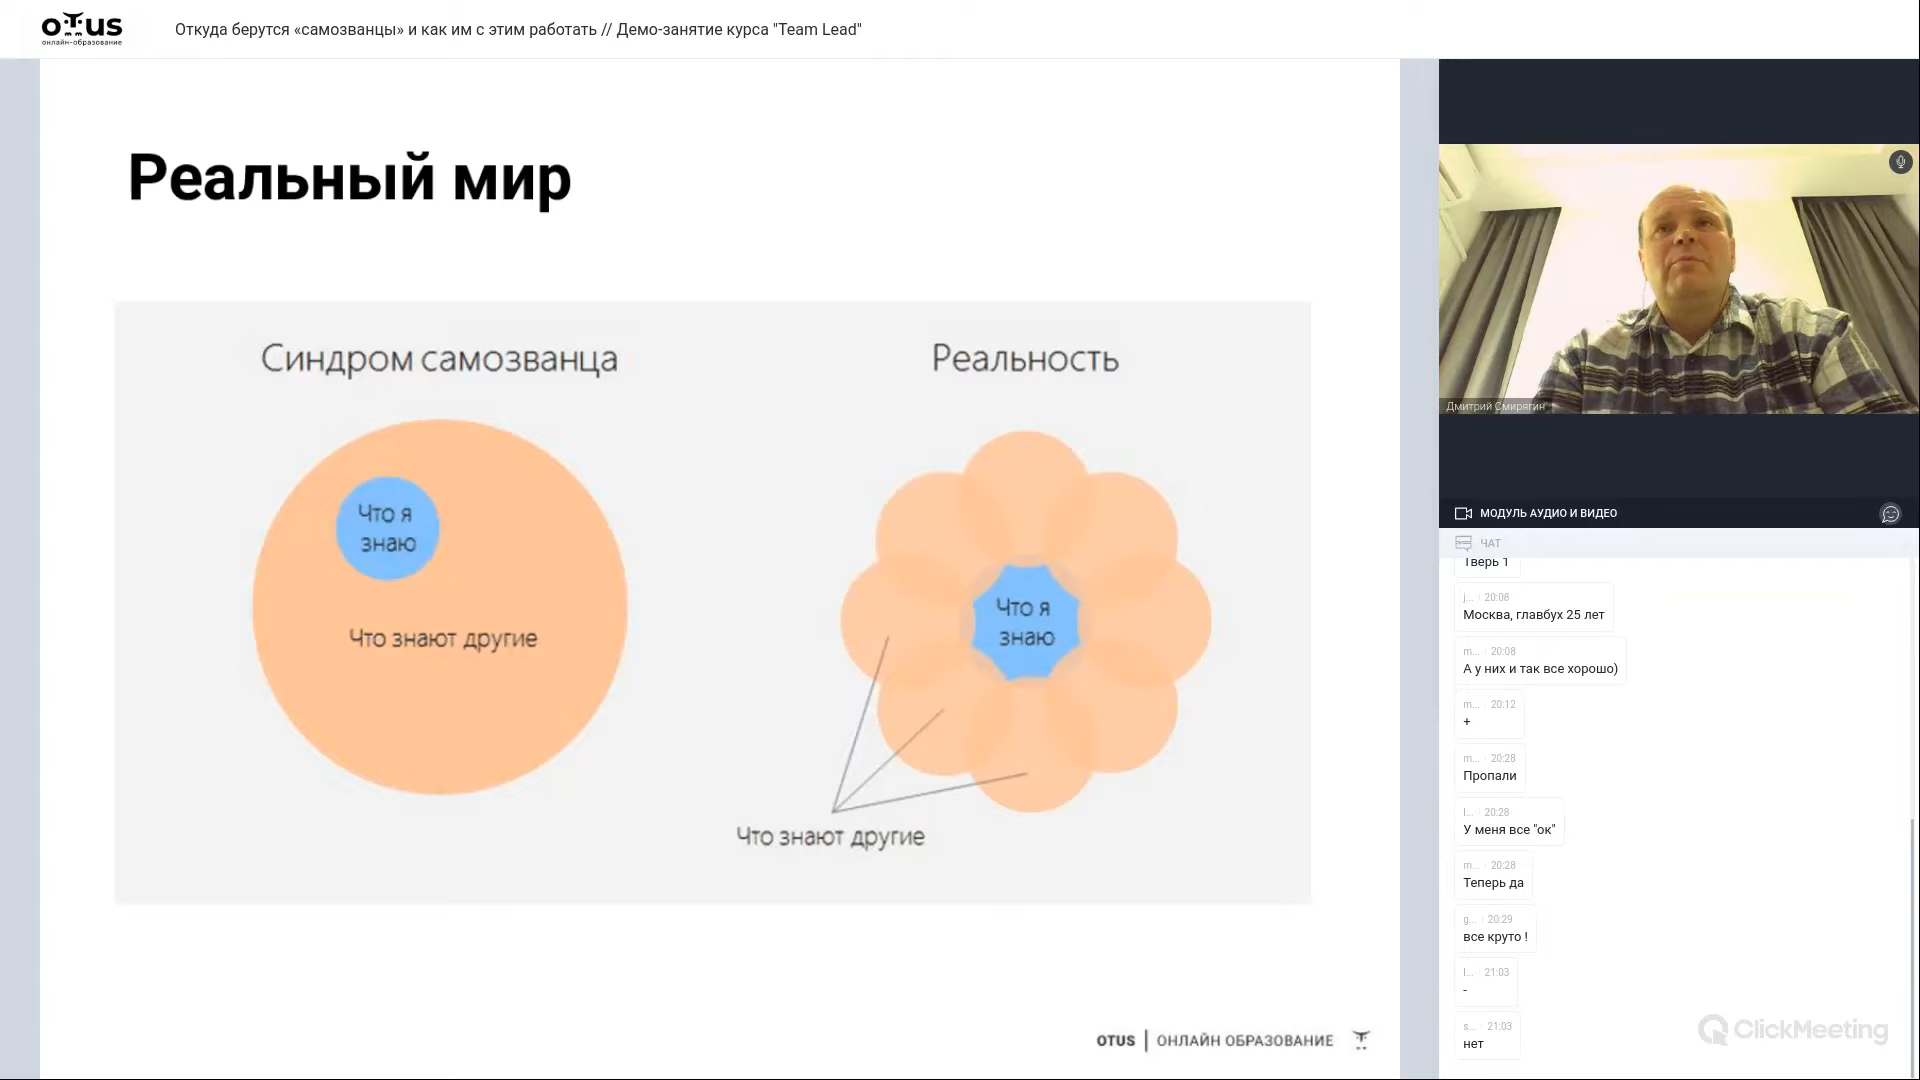 OTUS
онлайн-образование
Откуда берутся «самозванцы» и как им с этим работать // Демо-занятие курса "Team Lead"
Реальный мир
Синдром самозванца
Что я
знаю
Что знают другие
Реальность
Что я
знаю
Что знают другие
OTUS | ОНЛАЙН ОБРАЗОВАНИЕ
Дмитрий Смирягин
МОДУЛЬ АУДИО И ВИДЕО
ЧАТ
Тверь 1
j... 20:08
Москва, главбух 25 лет
m... 20:08
А у них и так все хорошо)
m... 20:12
+
m... 20:28
Пропали
l... 20:28
У меня все "ок"
m... 20:28
Теперь да
g... 20:29
все круто !
l... 21:03
-
s... 21:03
нет
ClickMeeting